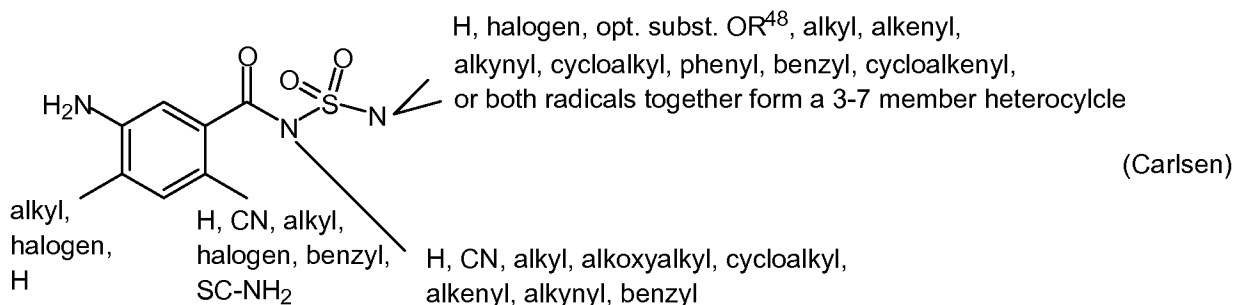 H, halogen, opt. subst. OR48, alkyl, alkenyl,
alkynyl, cycloalkyl, phenyl, benzyl, cycloalkenyl,
or both radicals together form a 3-7 member heterocylcle
O
O
O
S
H2N
N
N
(Carlsen)
alkyl,
halogen,
H
H, CN, alkyl,
halogen, benzyl,
SC-NH2
H, CN, alkyl, alkoxyalkyl, cycloalkyl,
alkenyl, alkynyl, benzyl